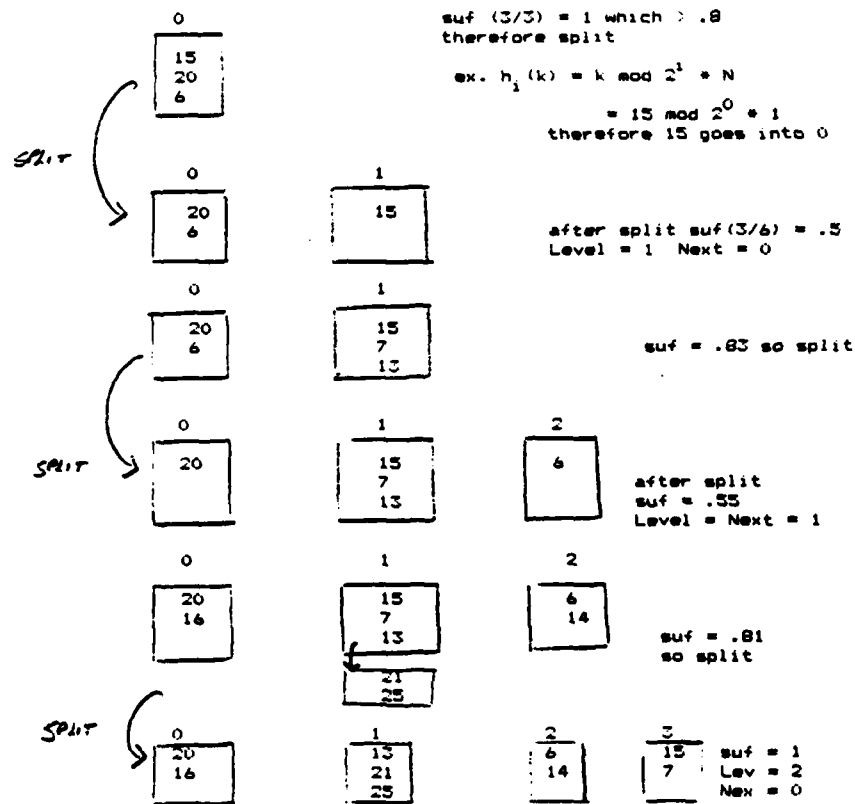 0
suf (3/3) = 1 which > .8
therefore split
15
20
6
ex. h_i(k) = k mod 2^1 * N
= 15 mod 2^0 * 1
therefore 15 goes into 0
SPLIT
0 1
20 15
6
after split suf(3/6) = .5
Level = 1 Next = 0
0 1
20 15
6 7
13
suf = .83 so split
SPLIT
0 1 2
20 15 6
7
13
after split
suf = .55
Level = Next = 1
0 1 2
20 15 6
16 7 14
13
suf = .81
so split
21
25
SPLIT
0 1 2 3
20 13 6 15
16 21 14 7
25
suf = 1
Lev = 2
Nex = 0